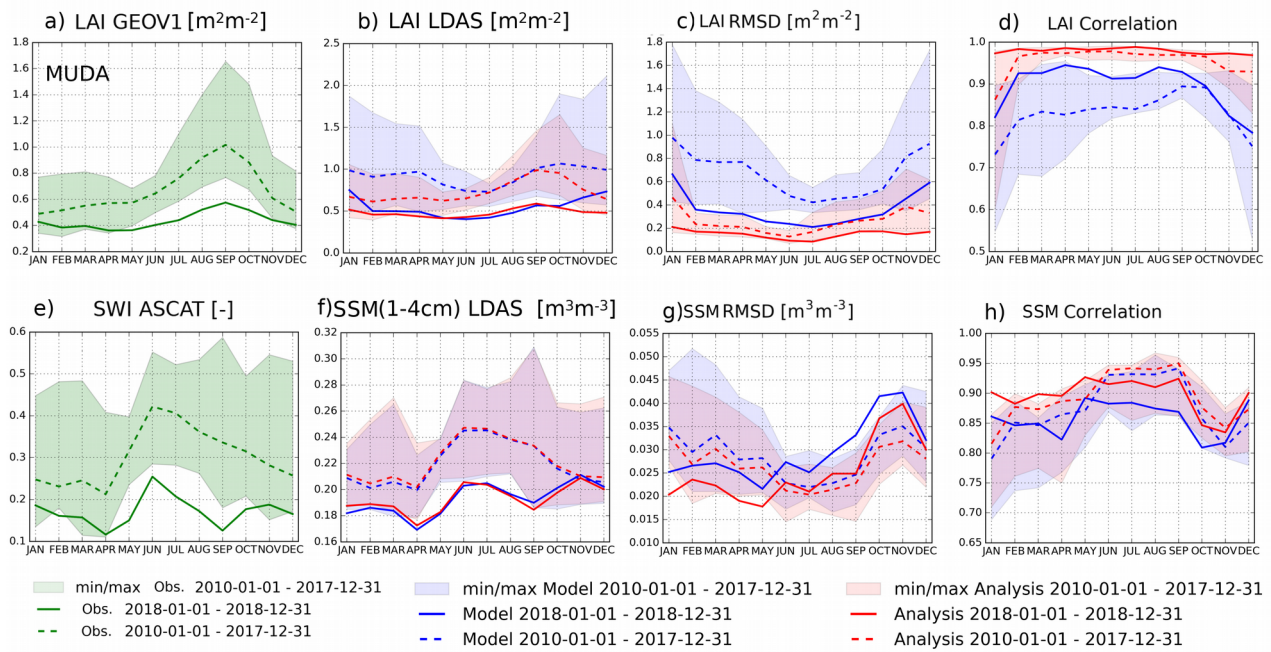 a) LAI GEOV1 [m2m-2]
MUDA
1.8
1.6
1.4
1.2
1.0
0.8
0.6
0.4
0.2
JAN FEB MAR APR MAY JUN JUL AUG SEP OCT NOV DEC
b) LAI LDAS [m2m-2]
2.5
2.0
1.5
1.0
0.5
0.0
JAN FEB MAR APR MAY JUN JUL AUG SEP OCT NOV DEC
c) LAI RMSD [m2m-2]
1.8
1.6
1.4
1.2
1.0
0.8
0.6
0.4
0.2
0.0
JAN FEB MAR APR MAY JUN JUL AUG SEP OCT NOV DEC
d) LAI Correlation
1.0
0.9
0.8
0.7
0.6
0.5
JAN FEB MAR APR MAY JUN JUL AUG SEP OCT NOV DEC
e) SWI ASCAT [-]
0.6
0.5
0.4
0.3
0.2
0.1
JAN FEB MAR APR MAY JUN JUL AUG SEP OCT NOV DEC
f) SSM(1-4cm) LDAS [m3m-3]
0.32
0.28
0.24
0.22
0.20
0.18
0.16
JAN FEB MAR APR MAY JUN JUL AUG SEP OCT NOV DEC
g) SSM RMSD [m3m-3]
0.055
0.050
0.045
0.040
0.035
0.030
0.025
0.020
0.015
0.010
JAN FEB MAR APR MAY JUN JUL AUG SEP OCT NOV DEC
h) SSM Correlation
1.00
0.95
0.90
0.85
0.80
0.75
0.70
0.65
JAN FEB MAR APR MAY JUN JUL AUG SEP OCT NOV DEC
min/max Obs. 2010-01-01 - 2017-12-31
Obs. 2018-01-01 - 2018-12-31
Obs. 2010-01-01 - 2017-12-31
min/max Model 2010-01-01 - 2017-12-31
Model 2018-01-01 - 2018-12-31
Model 2010-01-01 - 2017-12-31
min/max Analysis 2010-01-01 - 2017-12-31
Analysis 2018-01-01 - 2018-12-31
Analysis 2010-01-01 - 2017-12-31